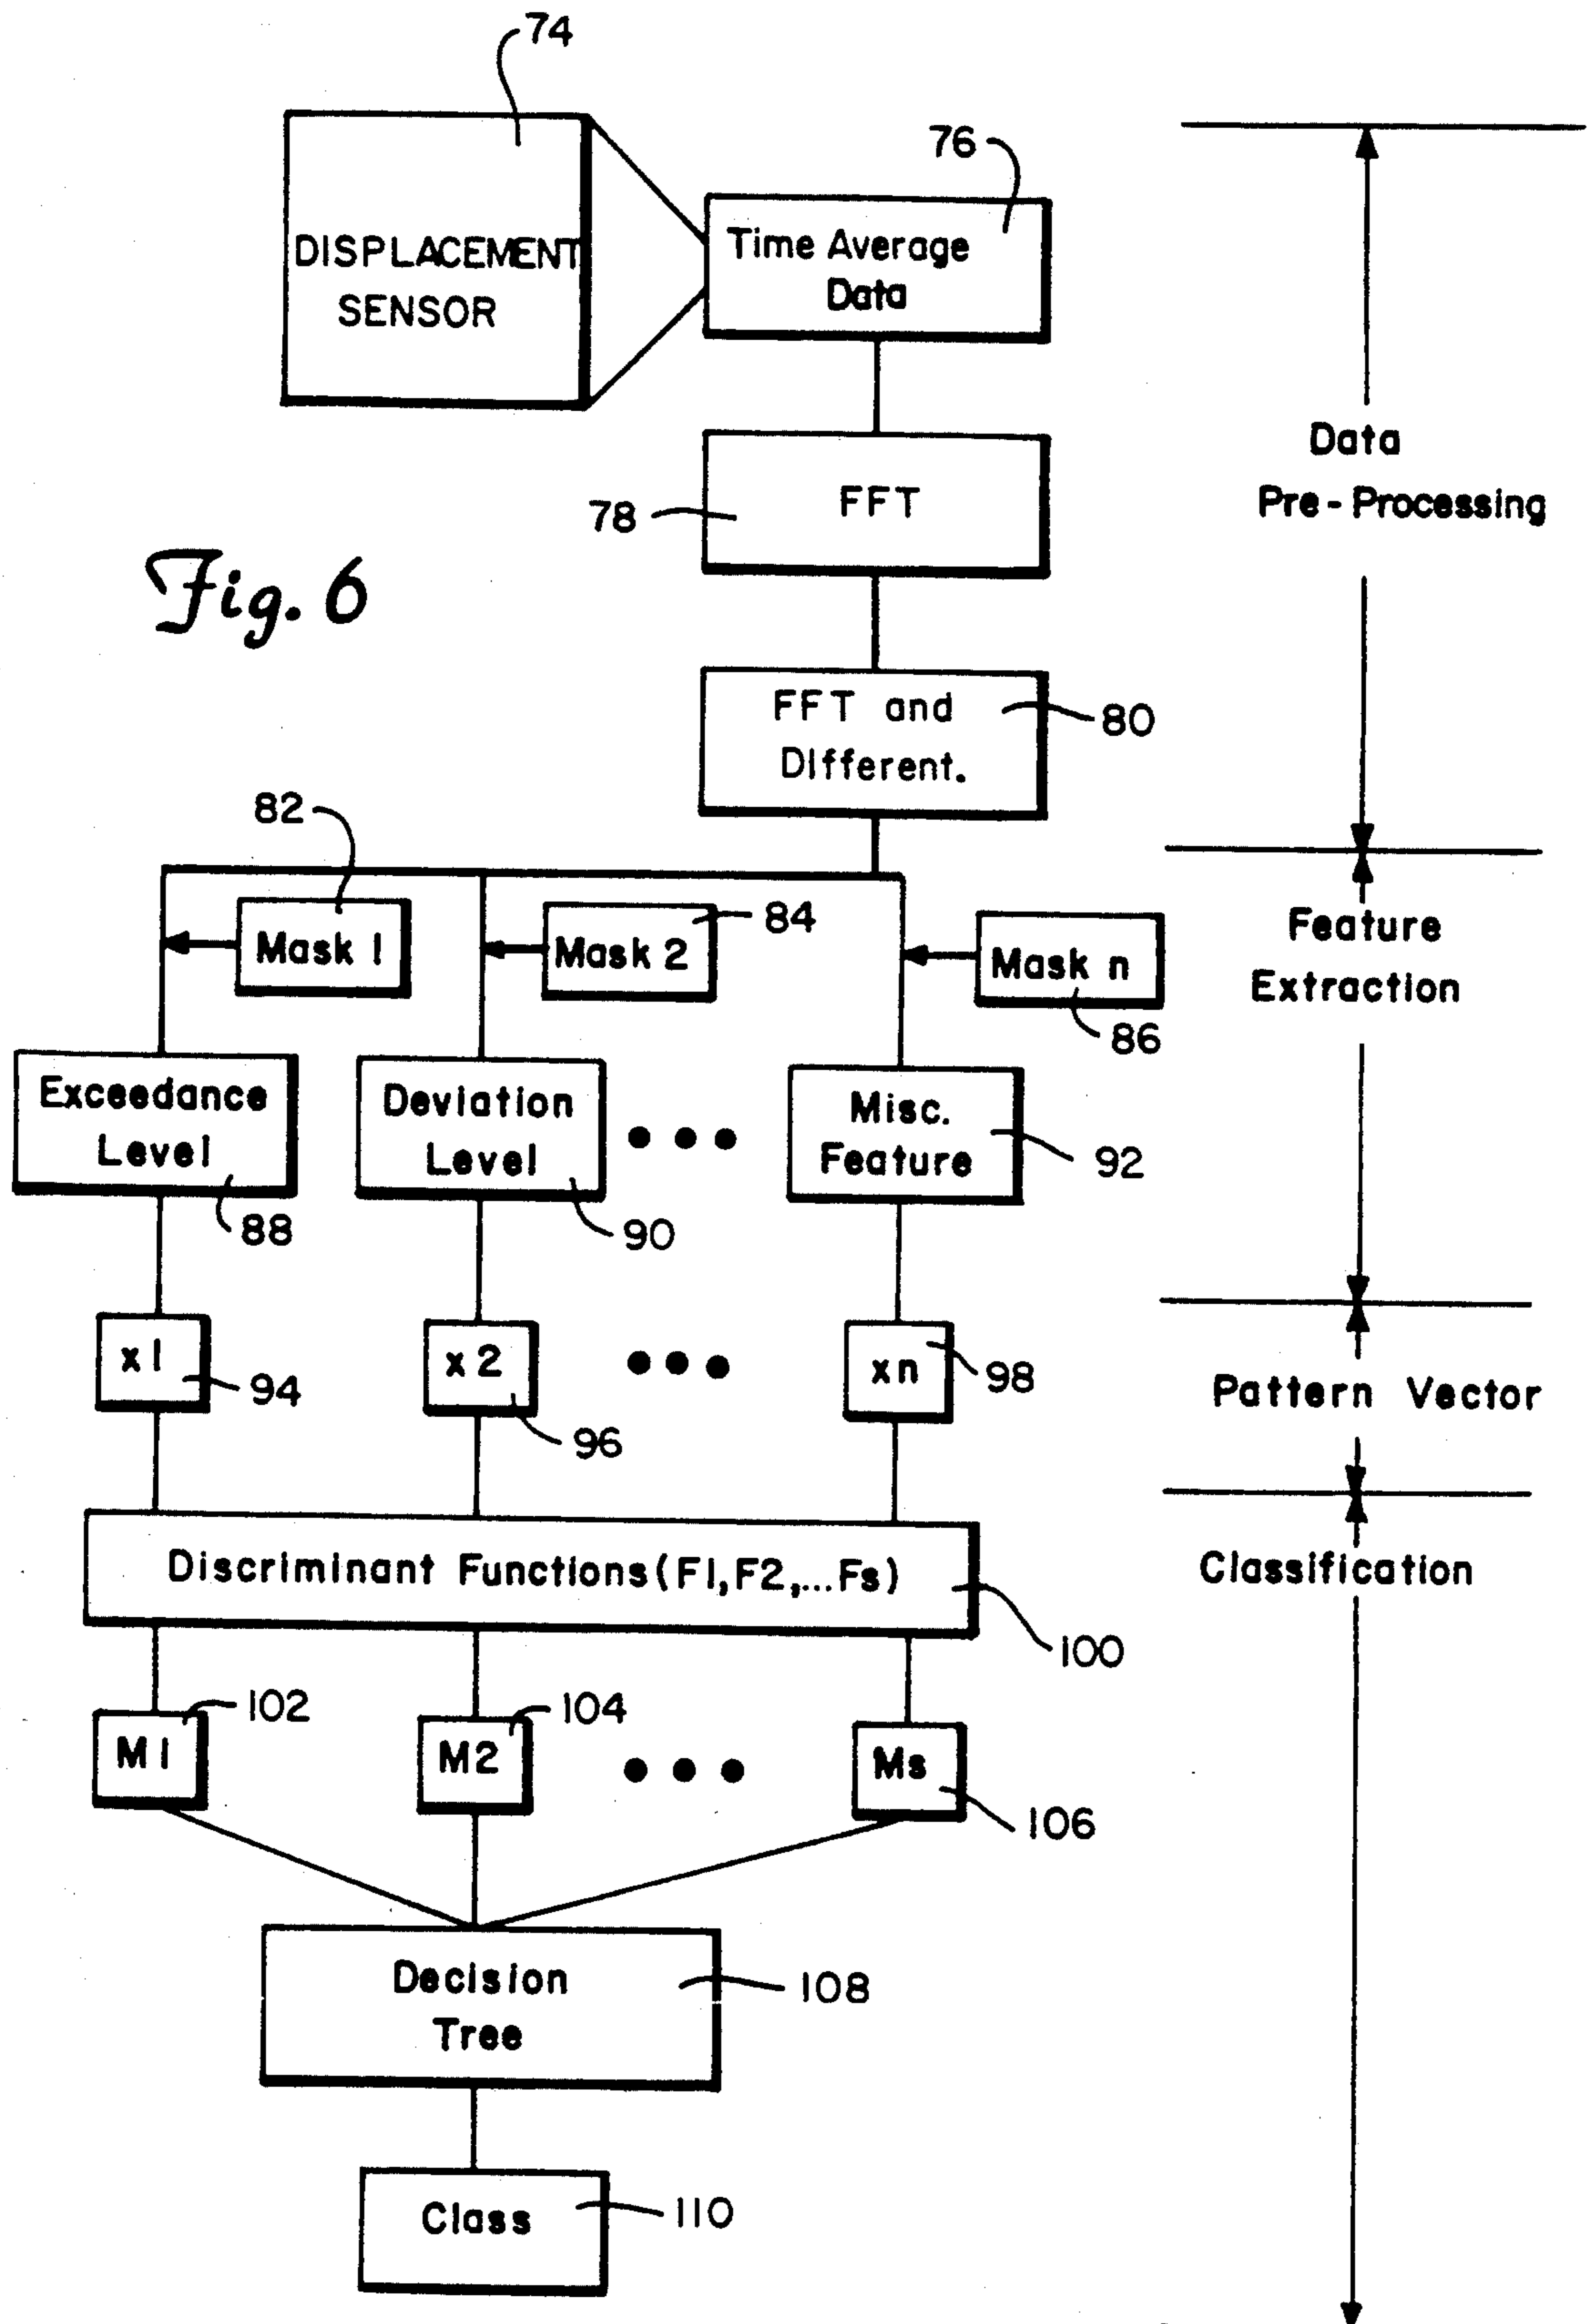 74
76
DISPLACEMENT
SENSOR
Time Average
Data
Data
Pre-Processing
78
FFT
Fig. 6
FFT and
Different.
80
82
Mask 1
84
Mask 2
Mask n
86
Feature
Extraction
Exceedance
Level
88
Deviation
Level
90
Misc.
Feature
92
x1
94
x2
96
xn
98
Pattern Vector
Discriminant Functions(F1,F2,...Fs)
100
Classification
102
M1
104
M2
Ms
106
Decision
Tree
108
Class
110